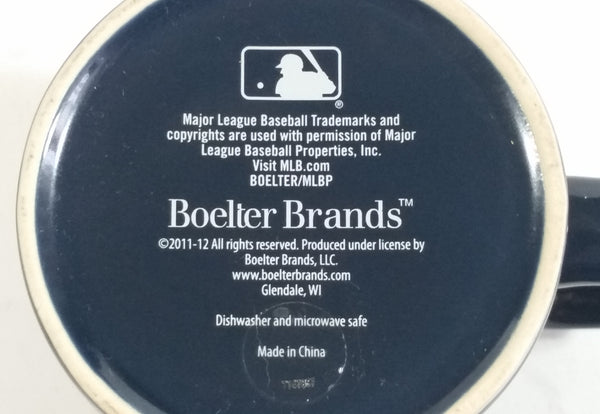 ®
Major League Baseball Trademarks and
copyrights are used with permission of Major
League Baseball Properties, Inc.
Visit MLB.com
BOELTER/MLBP
Boelter Brands™
©2011-12 All rights reserved. Produced under license by
Boelter Brands, LLC.
www.boelterbrands.com
Glendale, WI
Dishwasher and microwave safe
Made in China